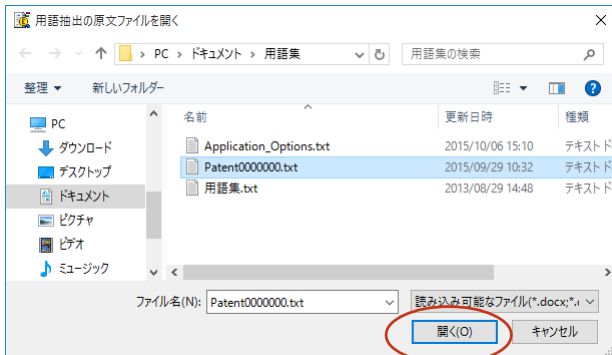 用語抽出の原文ファイルを開く
PC › ドキュメント › 用語集
用語集の検索
整理 新しいフォルダー
名前 更新日時 種類
PC
ダウンロード
デスクトップ
ドキュメント
ピクチャ
ビデオ
ミュージック
Application_Options.txt 2015/10/06 15:10 テキスト ド
Patent0000000.txt 2015/09/29 10:32 テキスト ド
用語集.txt 2013/08/29 14:48 テキスト ド
ファイル名(N): Patent0000000.txt 読み込み可能なファイル(*.docx;*.
開く(O) キャンセル